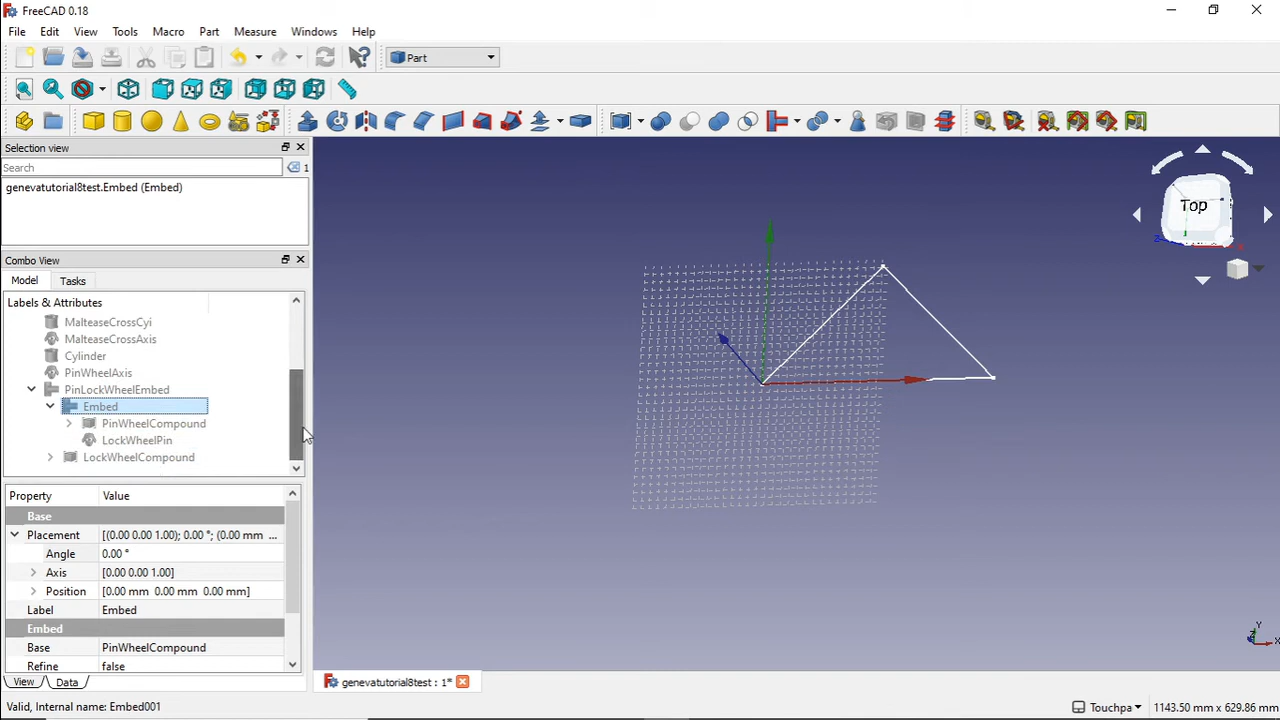 FreeCAD 0.18
File Edit View Tools Macro Part Measure Windows Help
Part
Selection view
Search
1
genevatutorial8test.Embed (Embed)
Top
Z
X
Combo View
Model Tasks
Labels & Attributes
MalteaseCrossCyi
MalteaseCrossAxis
Cylinder
PinWheelAxis
PinLockWheelEmbed
Embed
PinWheelCompound
LockWheelPin
LockWheelCompound
Property Value
Base
Placement [(0.00 0.00 1.00); 0.00 °; (0.00 mm ...
Angle 0.00 °
Axis [0.00 0.00 1.00]
Position [0.00 mm 0.00 mm 0.00 mm]
Label Embed
Embed
Base PinWheelCompound
Refine false
Y
Z X
View Data
genevatutorial8test : 1*
Valid, Internal name: Embed001
Touchpa
1143.50 mm x 629.86 mm